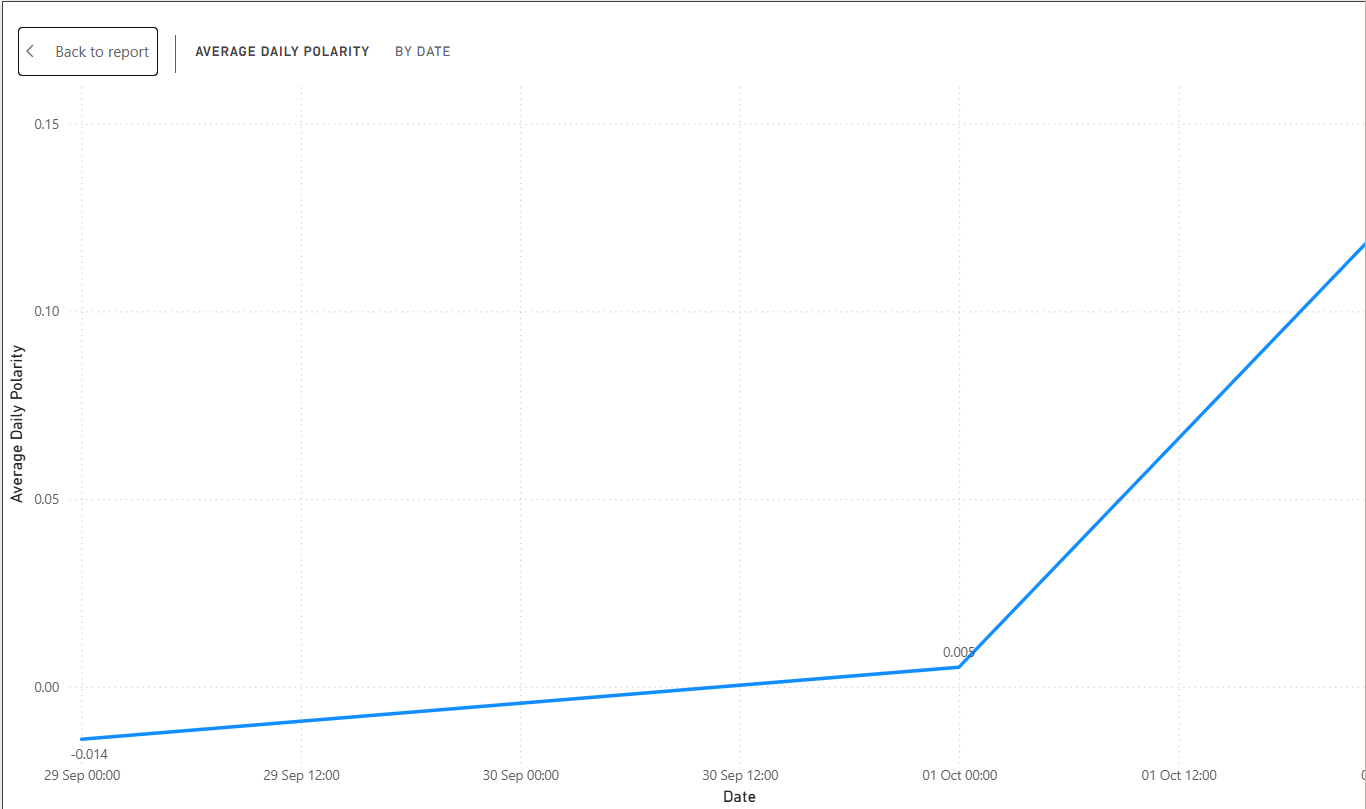 Back to report
AVERAGE DAILY POLARITY BY DATE
0.15
0.10
0.05
0.00
Average Daily Polarity
0.005
-0.014
29 Sep 00:00 29 Sep 12:00 30 Sep 00:00 30 Sep 12:00 01 Oct 00:00 01 Oct 12:00
Date